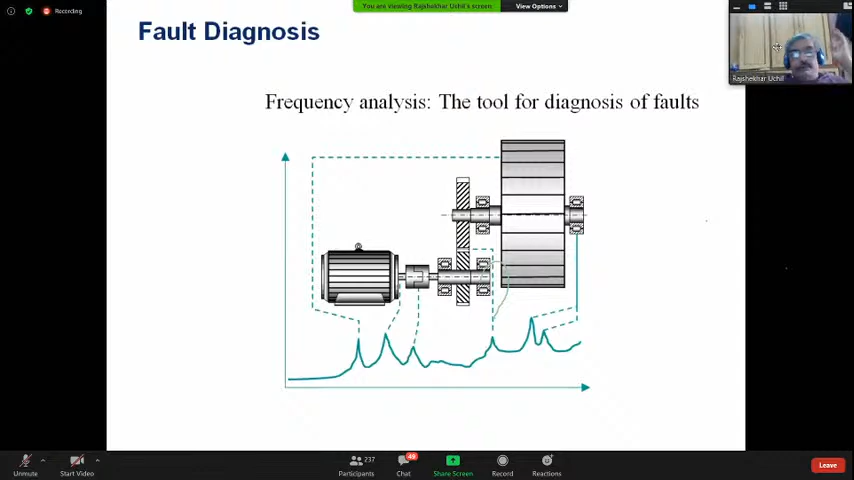 Recording
You are viewing Rajshekhar Uchil's screen
View Options
Rajshekhar Uchil
Fault Diagnosis
Frequency analysis: The tool for diagnosis of faults
Unmute
Start Video
237
Participants
49
Chat
Share Screen
Record
Reactions
Leave